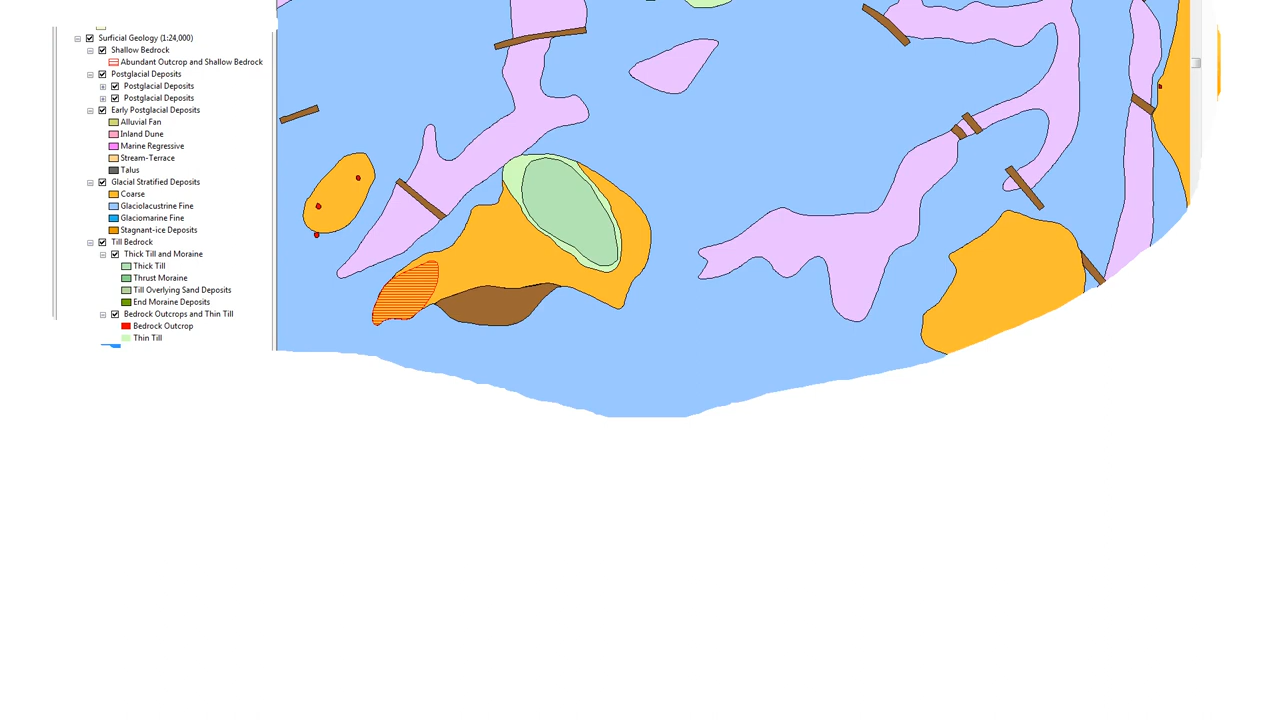 Surficial Geology (1:24,000)
Shallow Bedrock
Abundant Outcrop and Shallow Bedrock
Postglacial Deposits
Postglacial Deposits
Postglacial Deposits
Early Postglacial Deposits
Alluvial Fan
Inland Dune
Marine Regressive
Stream-Terrace
Talus
Glacial Stratified Deposits
Coarse
Glaciolacustrine Fine
Glaciomarine Fine
Stagnant-ice Deposits
Till Bedrock
Thick Till and Moraine
Thick Till
Thrust Moraine
Till Overlying Sand Deposits
End Moraine Deposits
Bedrock Outcrops and Thin Till
Bedrock Outcrop
Thin Till